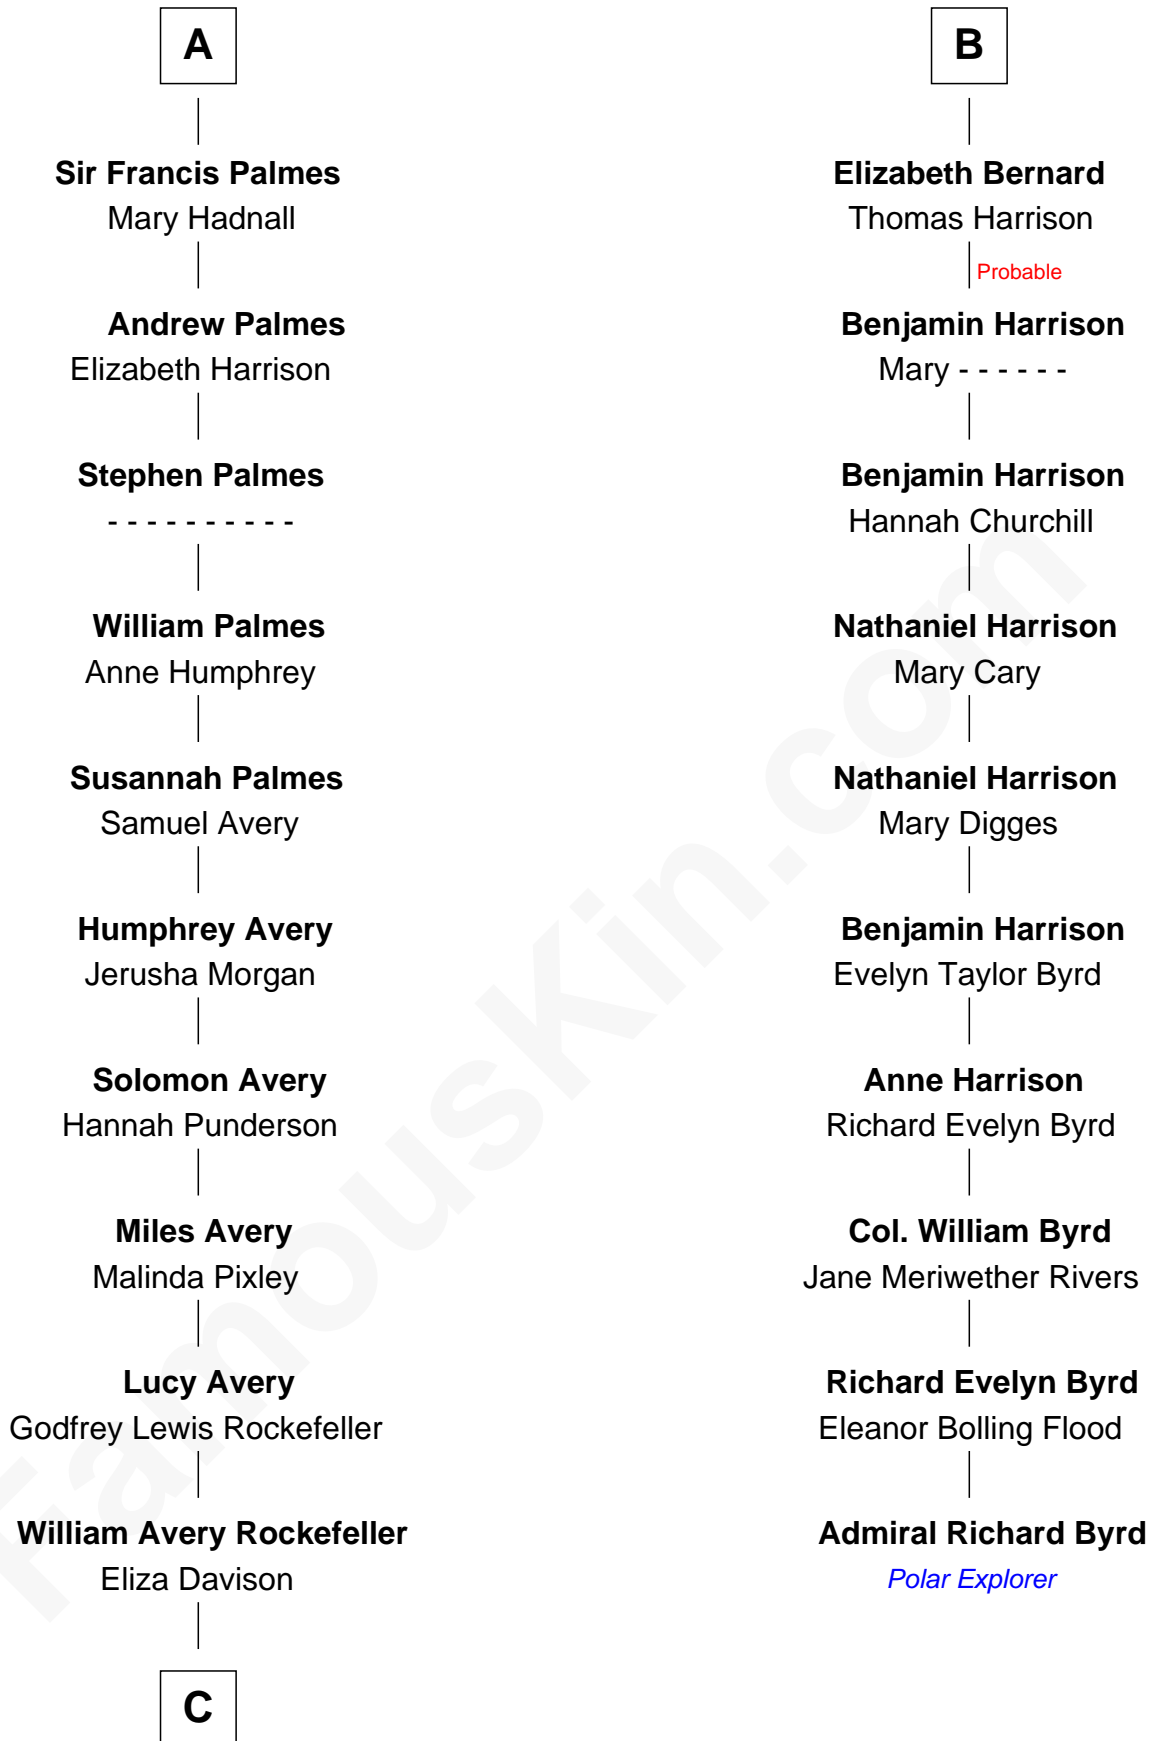 A
Sir Francis Palmes
Mary Hadnall
Andrew Palmes
Elizabeth Harrison
Stephen Palmes
- - - - - - - - - -
William Palmes
Anne Humphrey
Susannah Palmes
Samuel Avery
Humphrey Avery
Jerusha Morgan
Solomon Avery
Hannah Punderson
Miles Avery
Malinda Pixley
Lucy Avery
Godfrey Lewis Rockefeller
William Avery Rockefeller
Eliza Davison
C
B
Elizabeth Bernard
Thomas Harrison
Probable
Benjamin Harrison
Mary - - - - - -
Benjamin Harrison
Hannah Churchill
Nathaniel Harrison
Mary Cary
Nathaniel Harrison
Mary Digges
Benjamin Harrison
Evelyn Taylor Byrd
Anne Harrison
Richard Evelyn Byrd
Col. William Byrd
Jane Meriwether Rivers
Richard Evelyn Byrd
Eleanor Bolling Flood
Admiral Richard Byrd
Polar Explorer
FamousKin.com